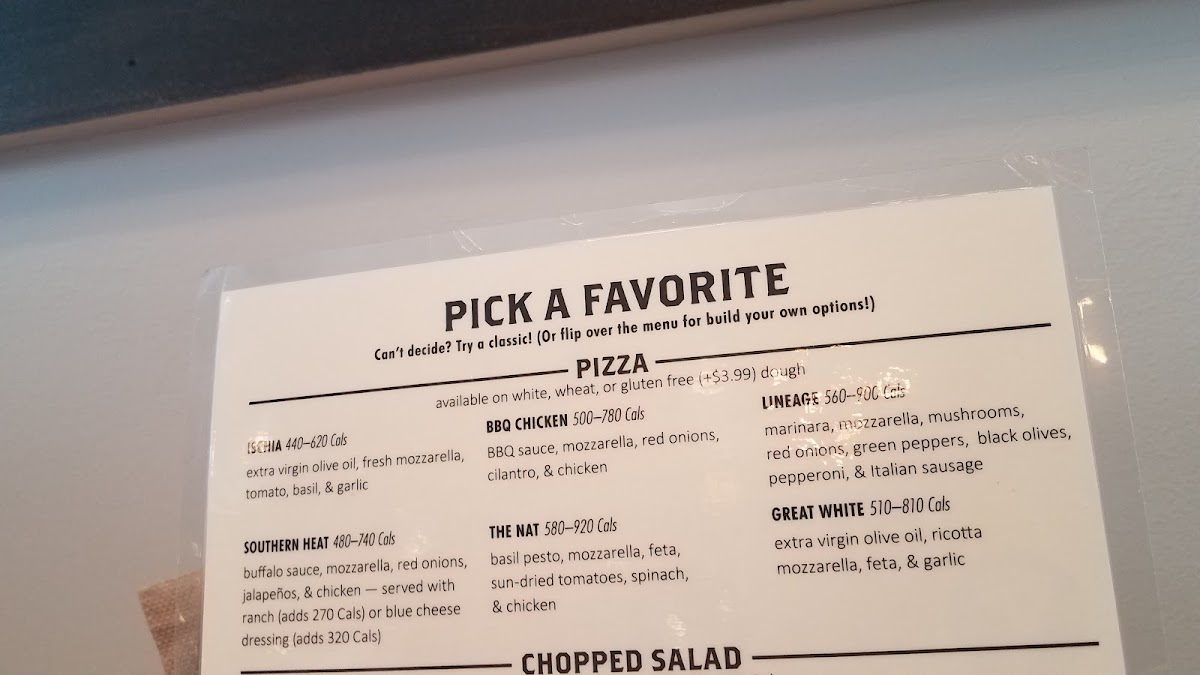 PICK A FAVORITE
Can't decide? Try a classic! (Or flip over the menu for build your own options!)
PIZZA
available on white, wheat, or gluten free (+$3.99) dough
ISCHIA 440–620 Cals
extra virgin olive oil, fresh mozzarella,
tomato, basil, & garlic
BBQ CHICKEN 500–780 Cals
BBQ sauce, mozzarella, red onions,
cilantro, & chicken
LINEAGE 560–900 Cals
marinara, mozzarella, mushrooms,
red onions, green peppers, black olives,
pepperoni, & Italian sausage
SOUTHERN HEAT 480–740 Cals
buffalo sauce, mozzarella, red onions,
jalapeños, & chicken — served with
ranch (adds 270 Cals) or blue cheese
dressing (adds 320 Cals)
THE NAT 580–920 Cals
basil pesto, mozzarella, feta,
sun-dried tomatoes, spinach,
& chicken
GREAT WHITE 510–810 Cals
extra virgin olive oil, ricotta
mozzarella, feta, & garlic
CHOPPED SALAD